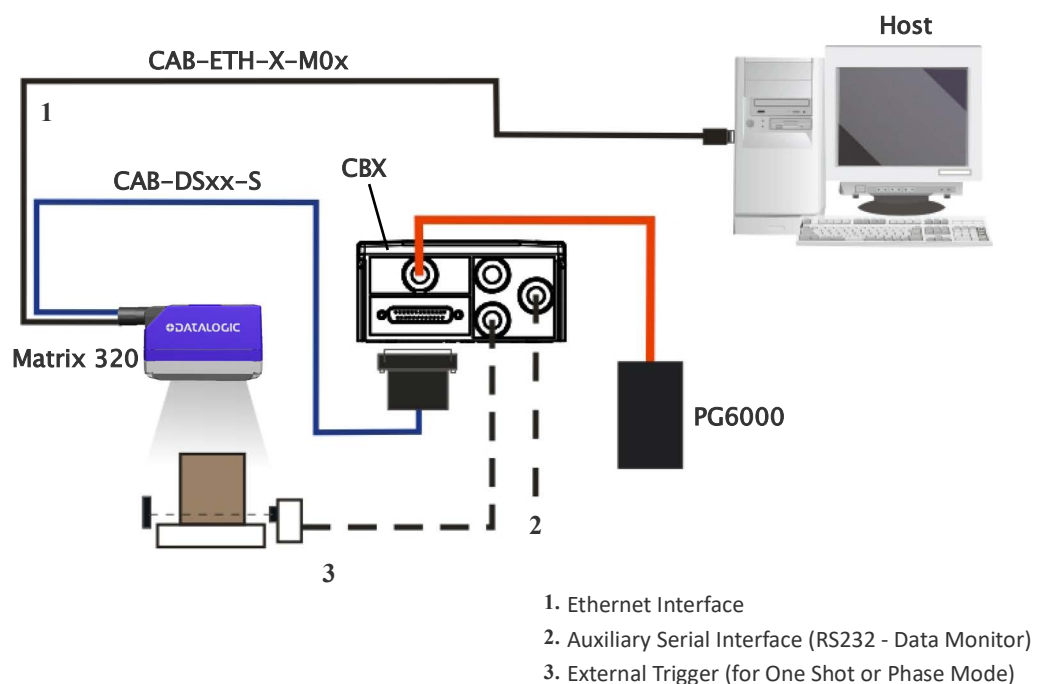 Host
CAB-ETH-X-M0x
1
CAB-DSxx-S
CBX
DATALOGIC
Matrix 320
PG6000
2
3
1. Ethernet Interface
2. Auxiliary Serial Interface (RS232 - Data Monitor)
3. External Trigger (for One Shot or Phase Mode)